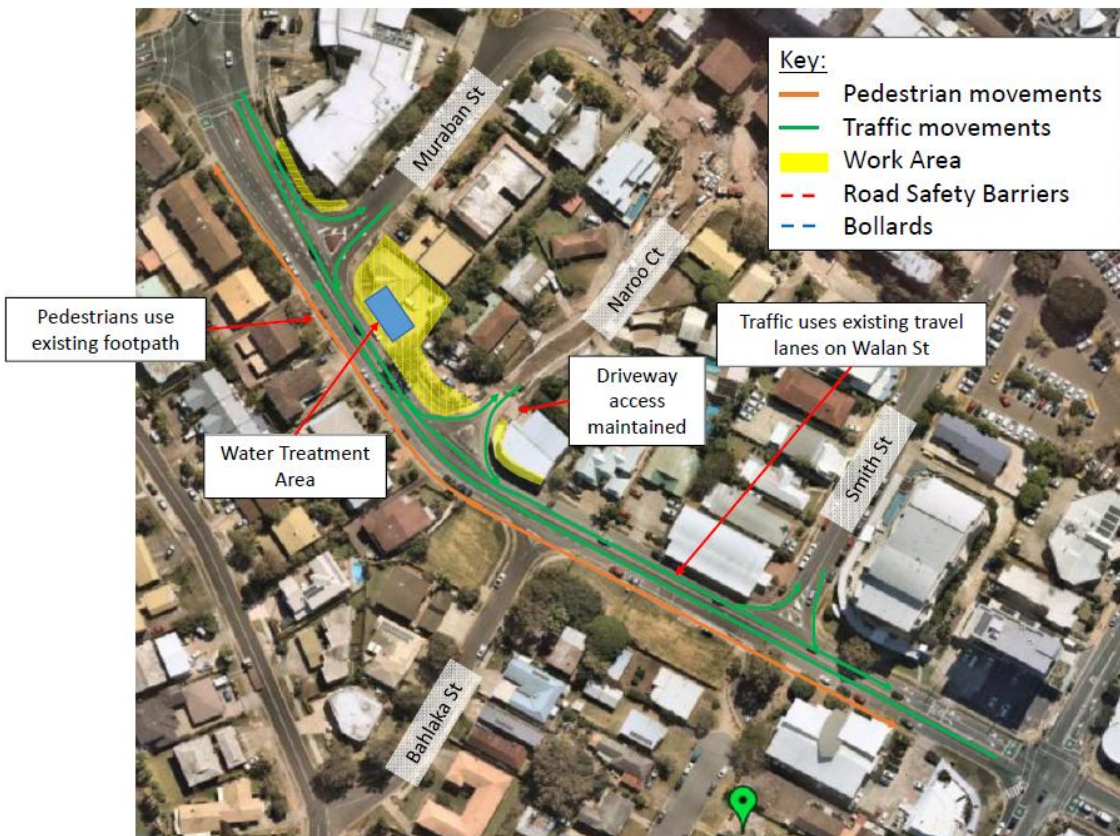 Key:
Pedestrian movements
Traffic movements
Work Area
Road Safety Barriers
Bollards
Muraban St
Naroo Ct
Pedestrians use
existing footpath
Traffic uses existing travel
lanes on Walan St
Driveway
access
maintained
Water Treatment
Area
Smith St
Bahlaka St